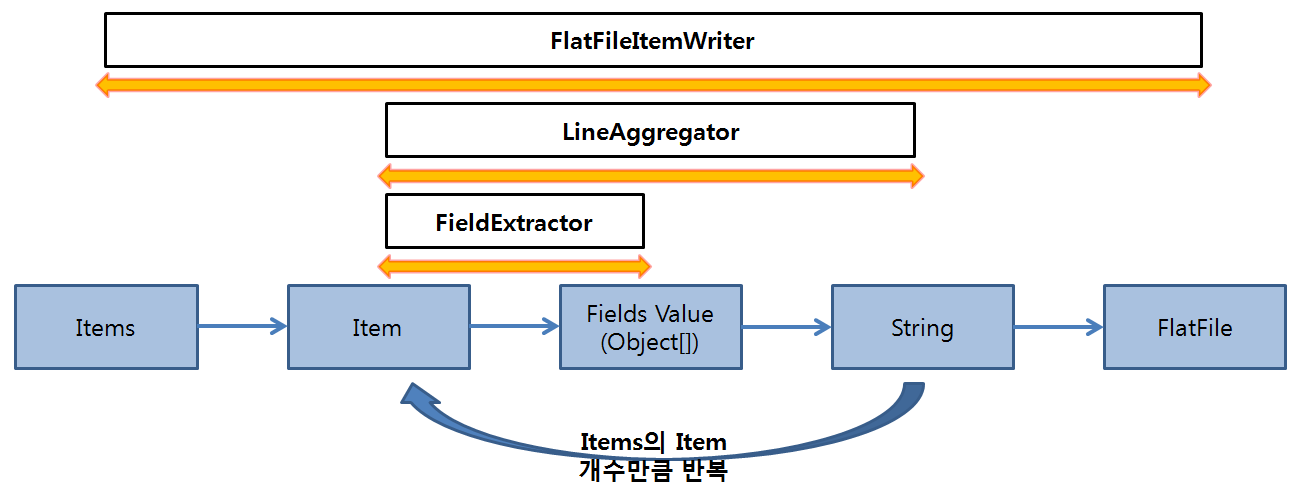 FlatFileItemWriter
LineAggregator
FieldExtractor
Items
Item
Fields Value
(Object[])
String
FlatFile
Items의 Item
개수만큼 반복